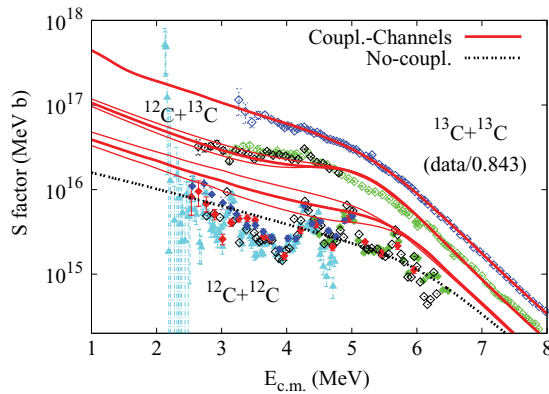 10^18
10^17
10^16
10^15
S factor (MeV b)
Coupl.-Channels
No-coupl.
^12C+^13C
^13C+^13C
(data/0.843)
^12C+^12C
1 2 3 4 5 6 7 8
E_c.m. (MeV)